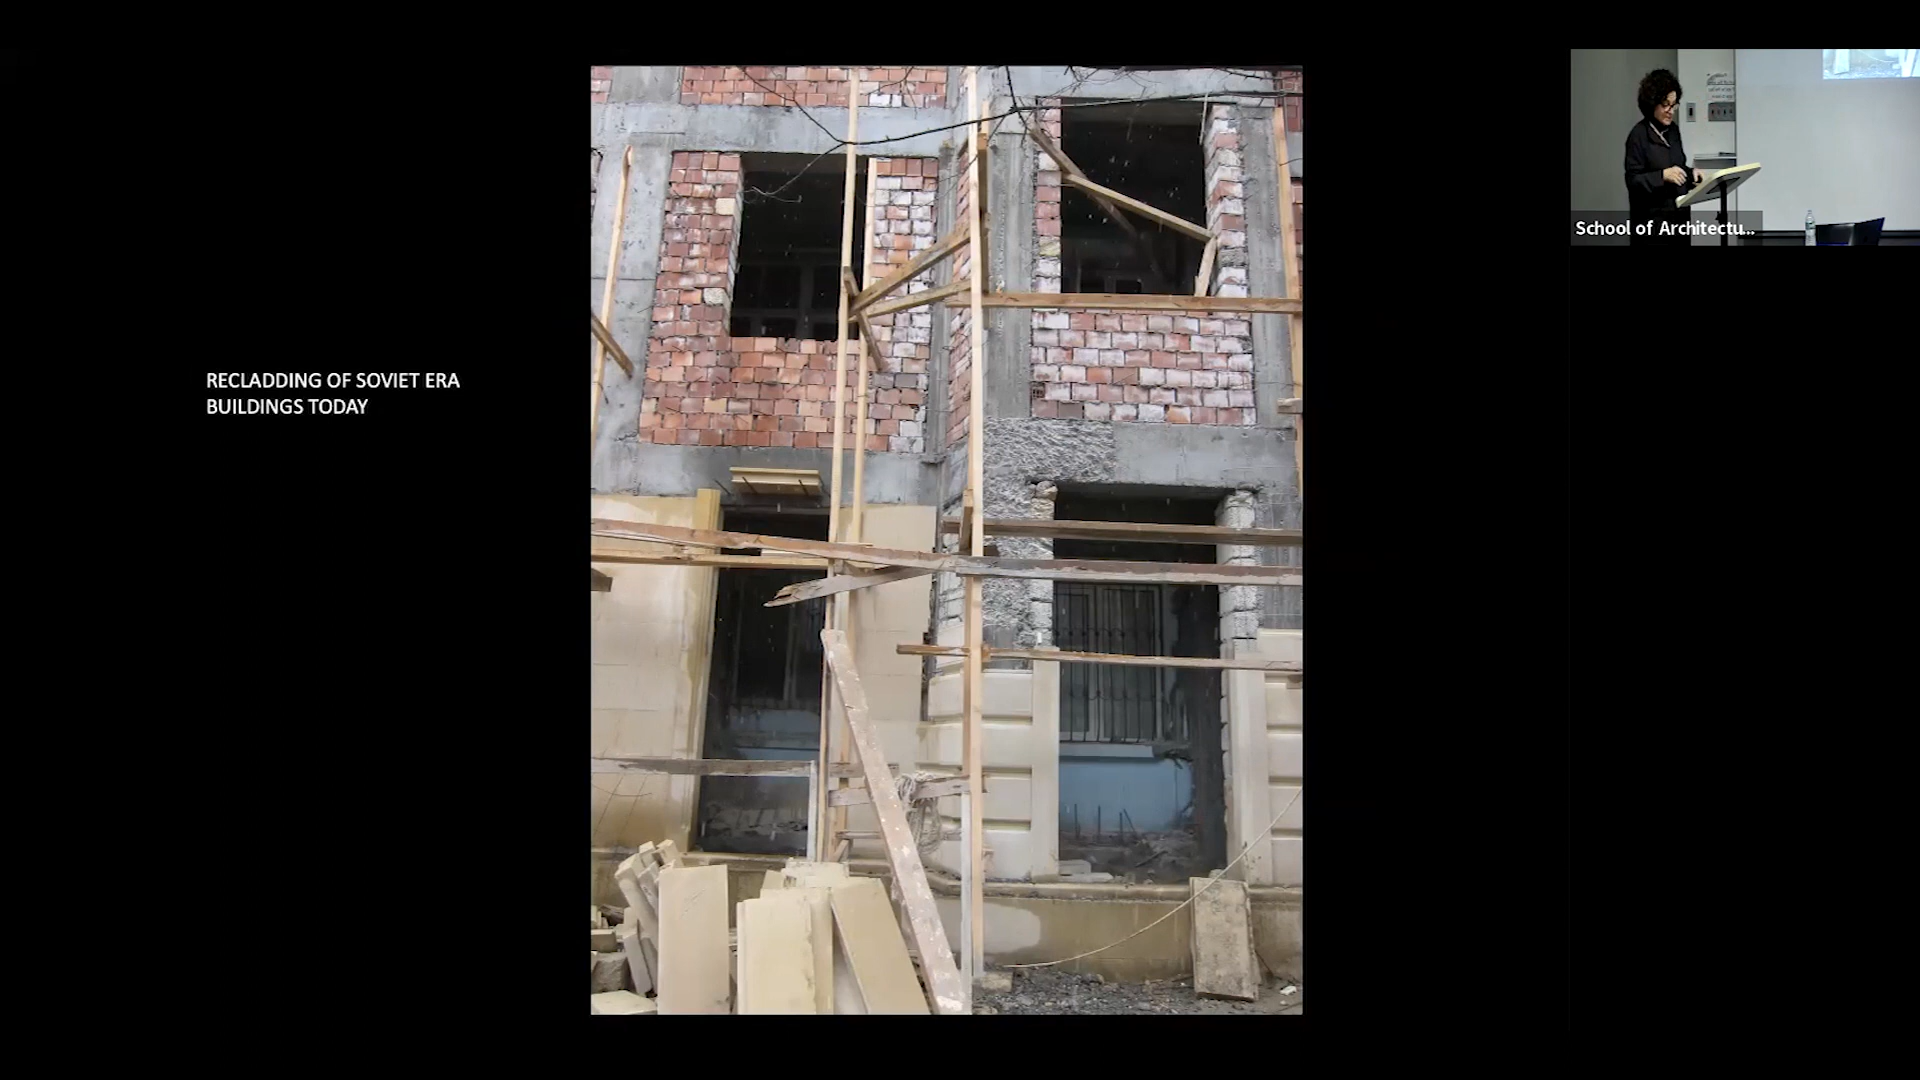 RECLADDING OF SOVIET ERA
BUILDINGS TODAY
School of Architectu...